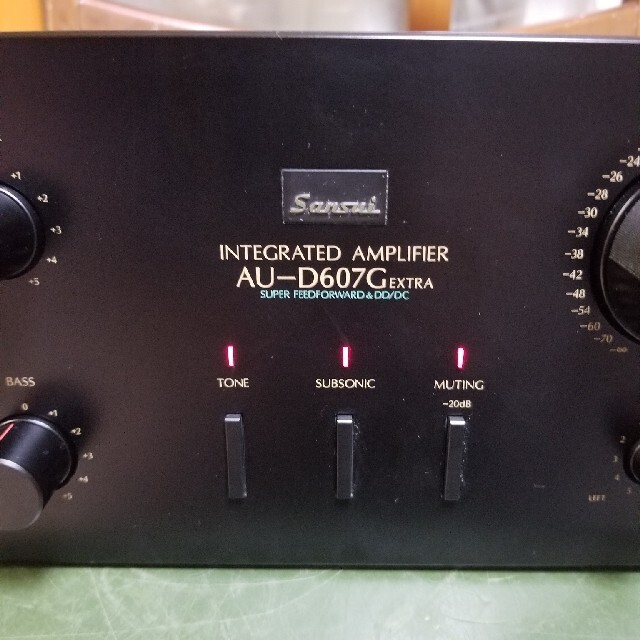 Sansui
INTEGRATED AMPLIFIER
AU-D607G EXTRA
SUPER FEEDFORWARD & DD/DC
TONE
SUBSONIC
MUTING
-20dB
+1
+2
+3
+4
+5
BASS
0
+1
+2
+3
+4
+5
-24
-26
-28
-30
-34
-38
-42
-48
-54
-60
-70
-∞
2
LEFT